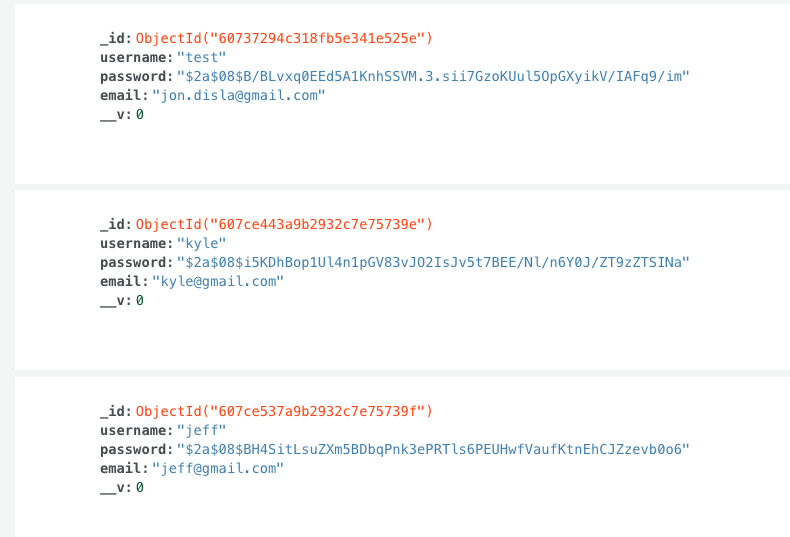 _id: ObjectId("60737294c318fb5e341e525e")
username: "test"
password: "$2a$08$B/BLvxq0EEd5A1KnhSSVM.3.sii7GzoKUul5OpGXyikV/IAFq9/im"
email: "jon.disla@gmail.com"
__v: 0
_id: ObjectId("607ce443a9b2932c7e75739e")
username: "kyle"
password: "$2a$08$i5KDhBop1Ul4n1pGV83vJO2IsJv5t7BEE/Nl/n6Y0J/ZT9zZTSINa"
email: "kyle@gmail.com"
__v: 0
_id: ObjectId("607ce537a9b2932c7e75739f")
username: "jeff"
password: "$2a$08$BH4SitLsuZXm5BDbqPnk3ePRTls6PEUHwfVaufKtnEhCJZzevb0o6"
email: "jeff@gmail.com"
__v: 0